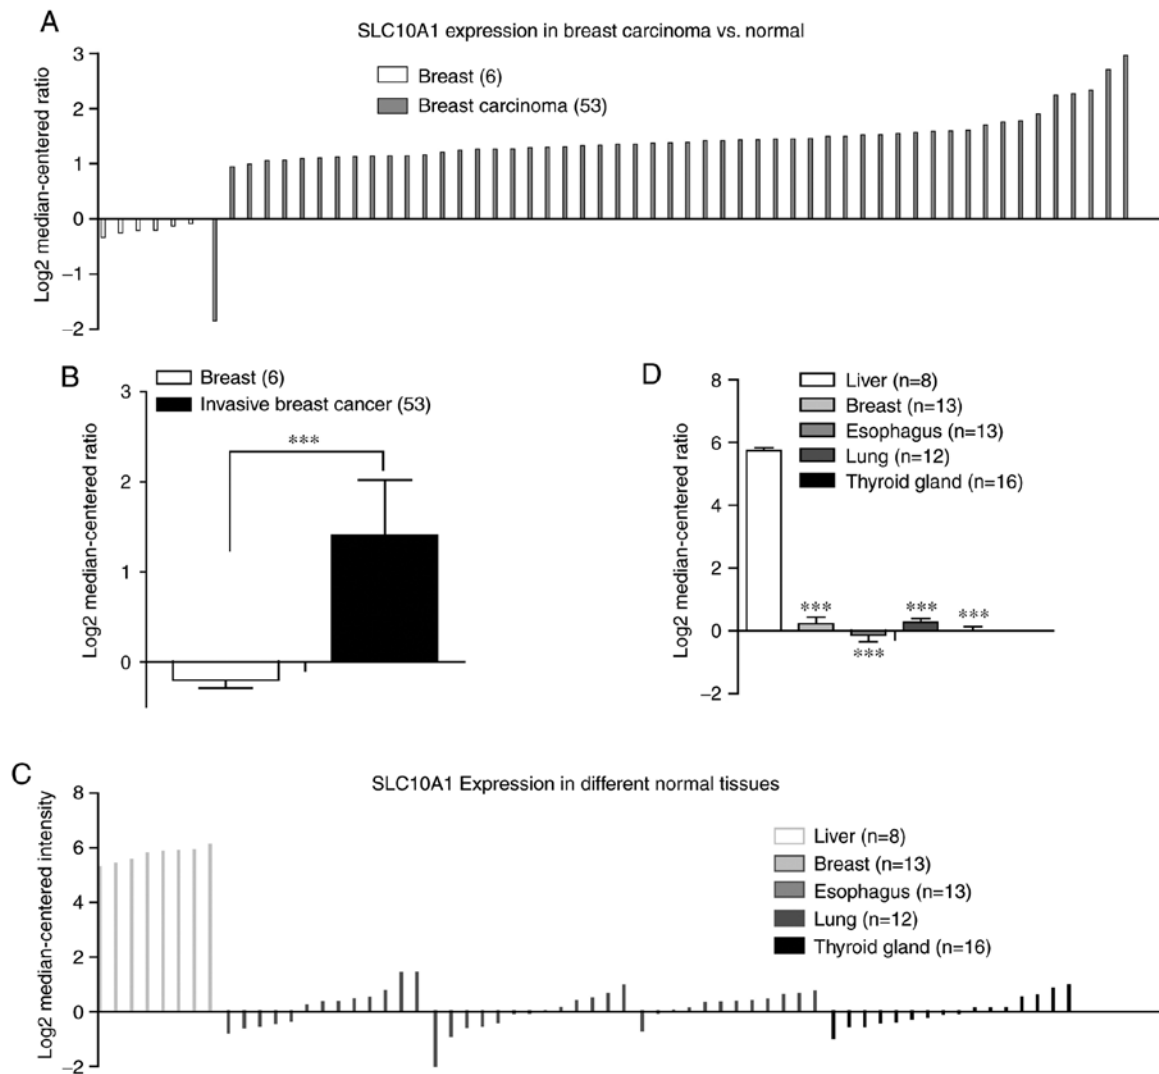 A
SLC10A1 expression in breast carcinoma vs. normal
Log2 median-centered ratio
3
2
1
0
−1
−2
Breast (6)
Breast carcinoma (53)
B
Log2 median-centered ratio
3
2
1
0
Breast (6)
Invasive breast cancer (53)
***
D
Log2 median-centered ratio
8
6
4
2
0
−2
Liver (n=8)
Breast (n=13)
Esophagus (n=13)
Lung (n=12)
Thyroid gland (n=16)
***
***
***
***
C
SLC10A1 Expression in different normal tissues
Log2 median-centered intensity
8
6
4
2
0
−2
Liver (n=8)
Breast (n=13)
Esophagus (n=13)
Lung (n=12)
Thyroid gland (n=16)